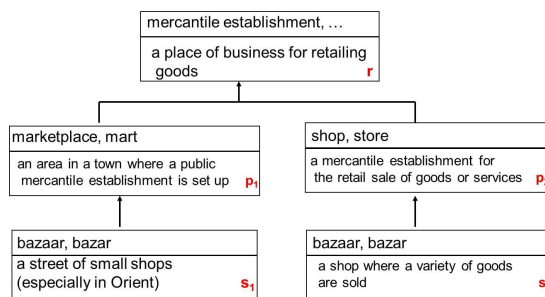 mercantile establishment, ...
a place of business for retailing
goods r
marketplace, mart
an area in a town where a public
mercantile establishment is set up p₁
shop, store
a mercantile establishment for
the retail sale of goods or services p
bazaar, bazar
a street of small shops
(especially in Orient) s₁
bazaar, bazar
a shop where a variety of goods
are sold s